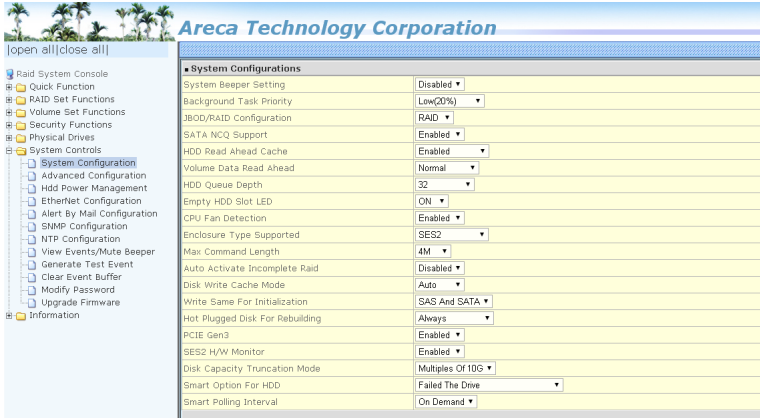 Areca Technology Corporation
|open all|close all|
Raid System Console
Quick Function
RAID Set Functions
Volume Set Functions
Security Functions
Physical Drives
System Controls
System Configuration
Advanced Configuration
Hdd Power Management
EtherNet Configuration
Alert By Mail Configuration
SNMP Configuration
NTP Configuration
View Events/Mute Beeper
Generate Test Event
Clear Event Buffer
Modify Password
Upgrade Firmware
Information
System Configurations
System Beeper Setting Disabled
Background Task Priority Low(20%)
JBOD/RAID Configuration RAID
SATA NCQ Support Enabled
HDD Read Ahead Cache Enabled
Volume Data Read Ahead Normal
HDD Queue Depth 32
Empty HDD Slot LED ON
CPU Fan Detection Enabled
Enclosure Type Supported SES2
Max Command Length 4M
Auto Activate Incomplete Raid Disabled
Disk Write Cache Mode Auto
Write Same For Initialization SAS And SATA
Hot Plugged Disk For Rebuilding Always
PCIE Gen3 Enabled
SES2 H/W Monitor Enabled
Disk Capacity Truncation Mode Multiples Of 10G
Smart Option For HDD Failed The Drive
Smart Polling Interval On Demand